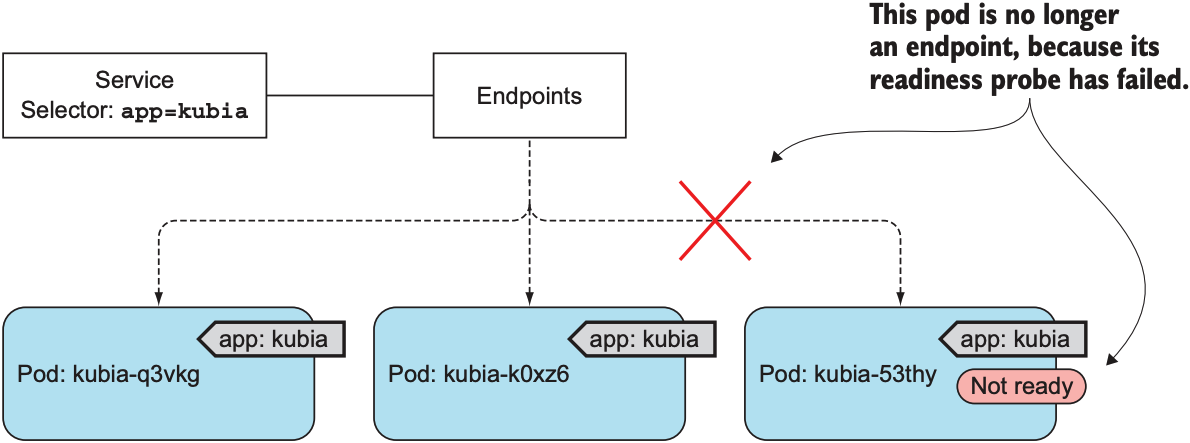 This pod is no longer
an endpoint, because its
readiness probe has failed.
Service
Selector: app=kubia
Endpoints
app: kubia
Pod: kubia-q3vkg
app: kubia
Pod: kubia-k0xz6
app: kubia
Pod: kubia-53thy
Not ready